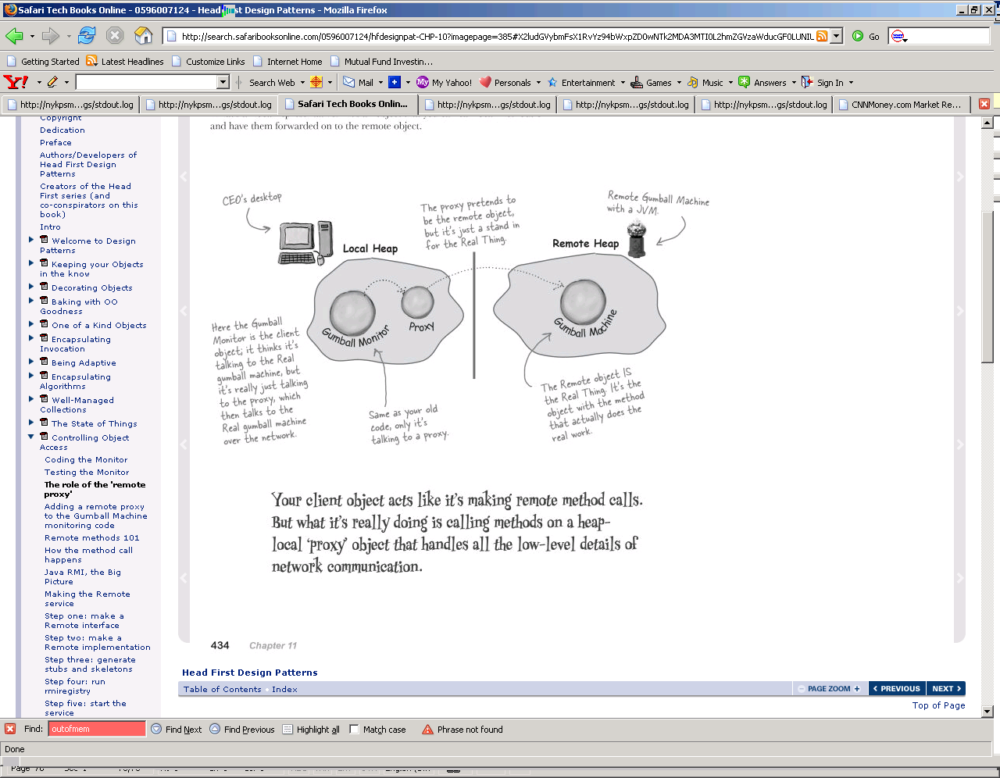 Safari Tech Books Online - 0596007124 - Head First Design Patterns - Mozilla Firefox
http://search.safaribooksonline.com/0596007124/hfdesignpat-CHP-10?imagepage=385#X2ludGVybmFsX1RvYz94bWxpZD0wNTk2MDA3MTI0L2hmZGVzaWducGF0LUNIUL
Go
Getting Started
Latest Headlines
Customize Links
Internet Home
Mutual Fund Investin...
Y!
Search Web
Mail
My Yahoo!
Personals
Entertainment
Games
Music
Answers
Sign In
http://nykpsm...gs/stdout.log
http://nykpsm...gs/stdout.log
Safari Tech Books Onlin...
http://nykpsm...gs/stdout.log
http://nykpsm...gs/stdout.log
http://nykpsm...gs/stdout.log
CNNMoney.com Market Re...
Copyright
Dedication
Preface
Authors/Developers of
Head First Design
Patterns
Creators of the Head
First series (and
co-conspirators on this
book)
Intro
Welcome to Design
Patterns
Keeping your Objects
in the know
Decorating Objects
Baking with OO
Goodness
One of a Kind Objects
Encapsulating
Invocation
Being Adaptive
Encapsulating
Algorithms
Well-Managed
Collections
The State of Things
Controlling Object
Access
Coding the Monitor
Testing the Monitor
The role of the 'remote
proxy'
Adding a remote proxy
to the Gumball Machine
monitoring code
Remote methods 101
How the method call
happens
Java RMI, the Big
Picture
Making the Remote
service
Step one: make a
Remote interface
Step two: make a
Remote implementation
Step three: generate
stubs and skeletons
Step four: run
rmiregistry
Step five: start the
service
and have them forwarded on to the remote object.
CEO's desktop
The proxy pretends to
be the remote object,
but it's just a stand in
for the Real Thing.
Remote Gumball Machine
with a JVM.
Local Heap
Remote Heap
Gumball Monitor
Proxy
Gumball Machine
Here the Gumball
Monitor is the client
object; it thinks it's
talking to the Real
gumball machine, but
it's really just talking
to the proxy, which
then talks to the
Real gumball machine
over the network.
Same as your old
code, only it's
talking to a proxy.
The Remote object IS
the Real Thing. It's the
object with the method
that actually does the
real work.
Your client object acts like it's making remote method calls.
But what it's really doing is calling methods on a heap-
local 'proxy' object that handles all the low-level details of
network communication.
434 Chapter 11
Head First Design Patterns
Table of Contents
Index
PAGE ZOOM +
PREVIOUS
NEXT
Top of Page
Find:
outofmem
Find Next
Find Previous
Highlight all
Match case
Phrase not found
Done